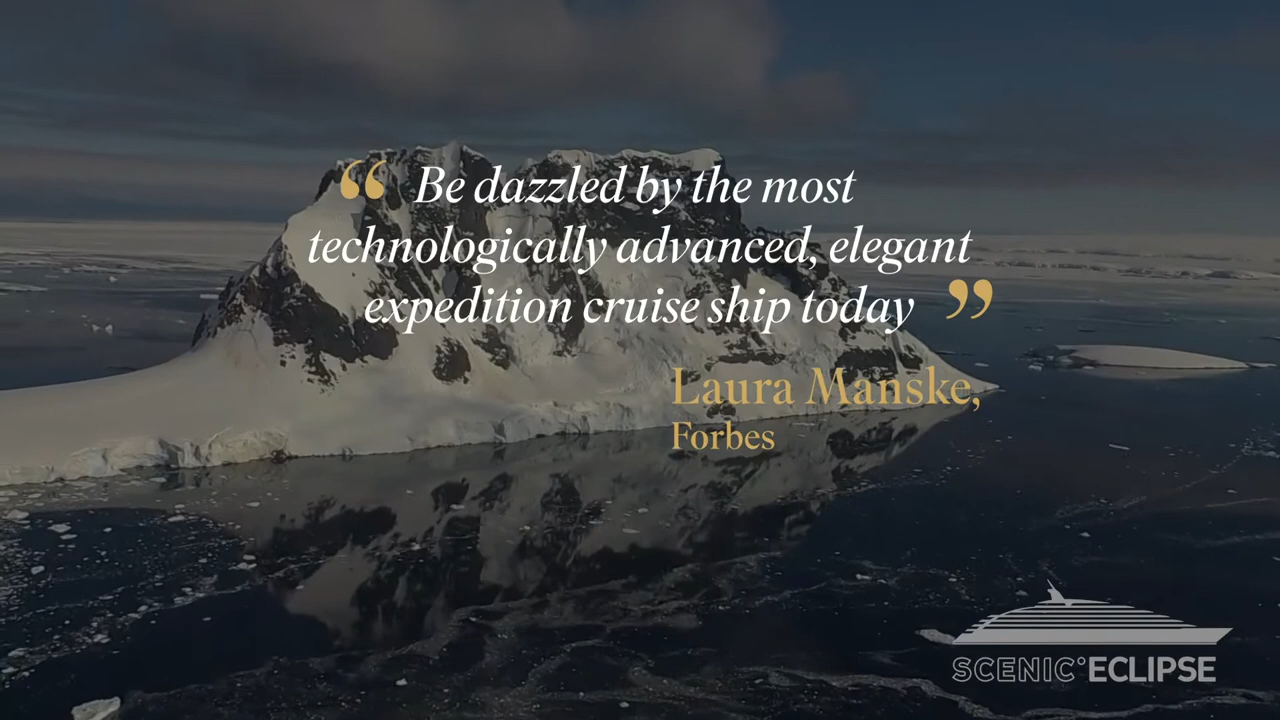 “ Be dazzled by the most
technologically advanced, elegant
expedition cruise ship today ”
Laura Manske,
Forbes
SCENIC° ECLIPSE